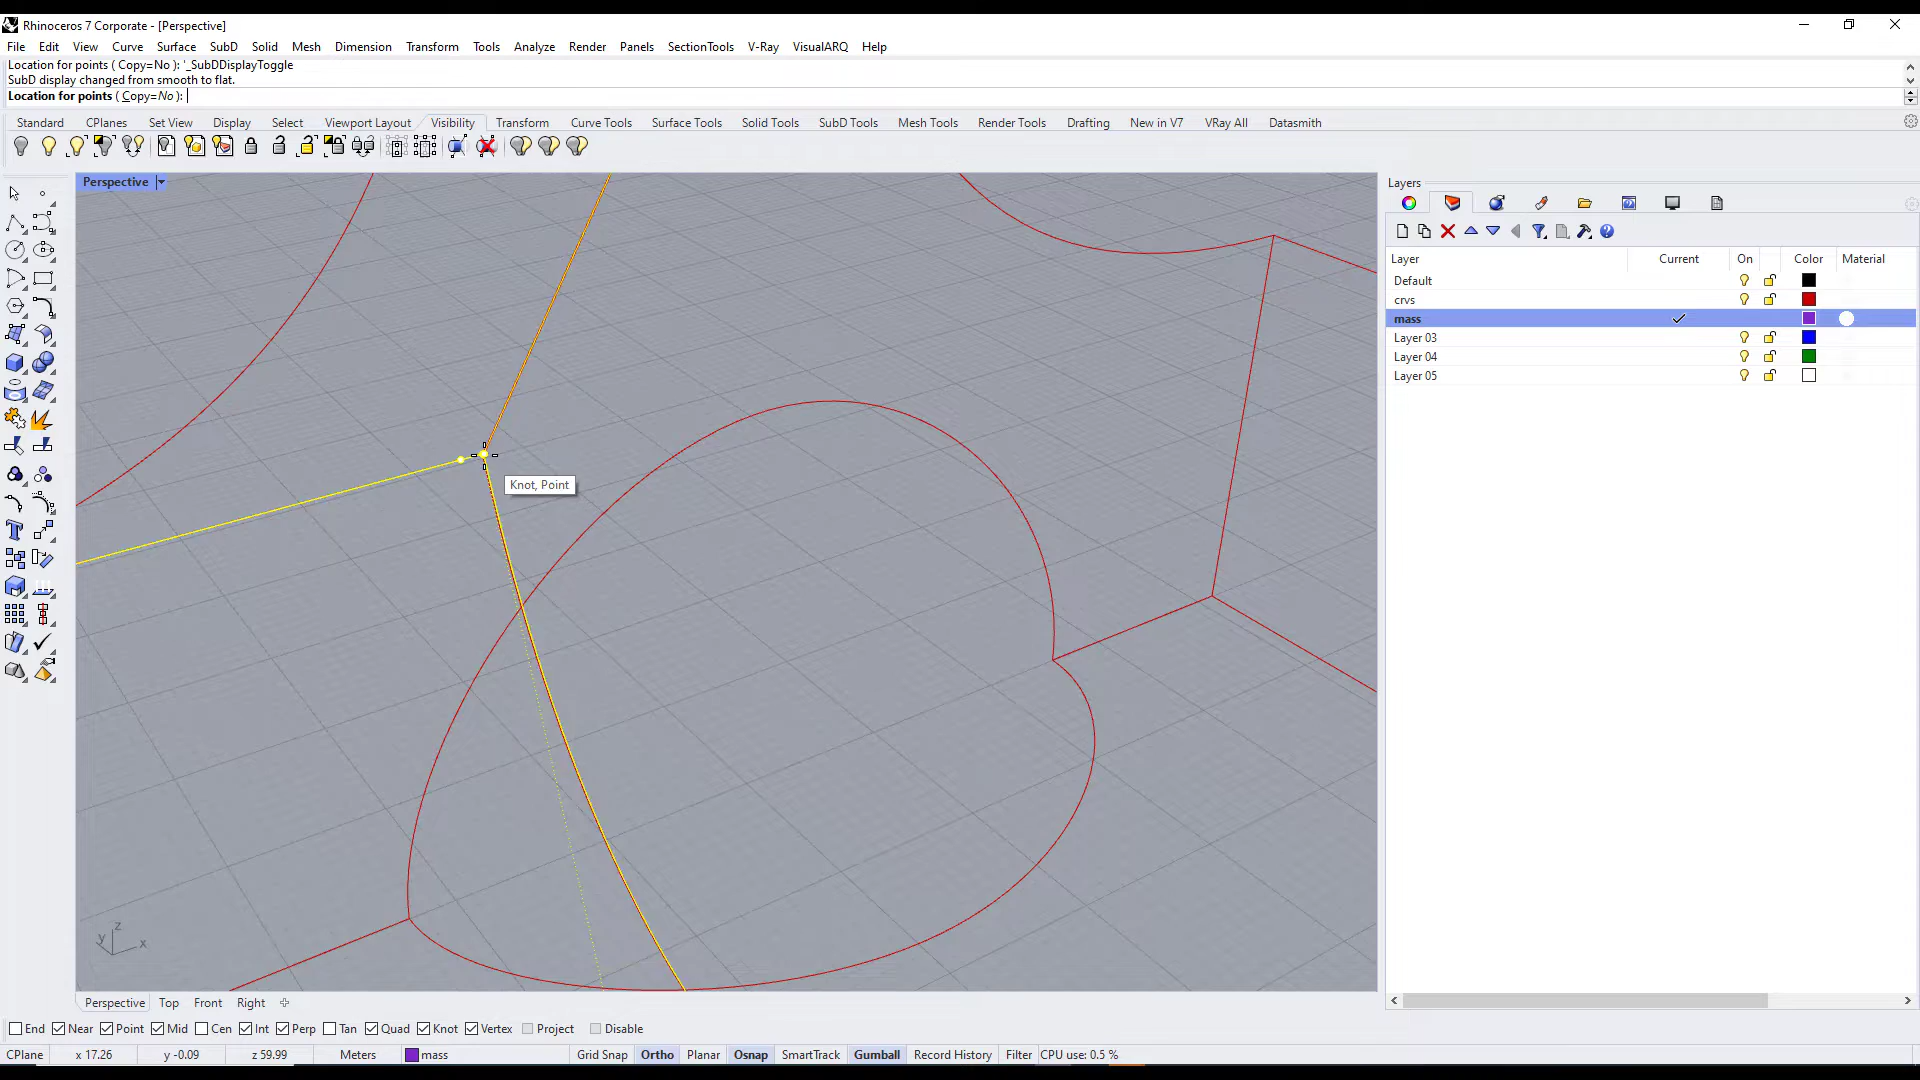 Rhinoceros 7 Corporate - [Perspective]
File Edit View Curve Surface SubD Solid Mesh Dimension Transform Tools Analyze Render Panels SectionTools V-Ray VisualARQ Help
Location for points ( Copy=No ): '_SubDDisplayToggle
SubD display changed from smooth to flat.
Location for points ( Copy=No ):
Standard CPlanes Set View Display Select Viewport Layout Visibility Transform Curve Tools Surface Tools Solid Tools SubD Tools Mesh Tools Render Tools Drafting New in V7 VRay All Datasmith
Perspective
Layers
Layer Current On Color Material
Default
crvs
mass
Layer 03
Layer 04
Layer 05
Knot, Point
z
y x
Perspective Top Front Right
End Near Point Mid Cen Int Perp Tan Quad Knot Vertex Project Disable
CPlane x 17.26 y -0.09 z 59.99 Meters mass Grid Snap Ortho Planar Osnap SmartTrack Gumball Record History Filter CPU use: 0.5 %